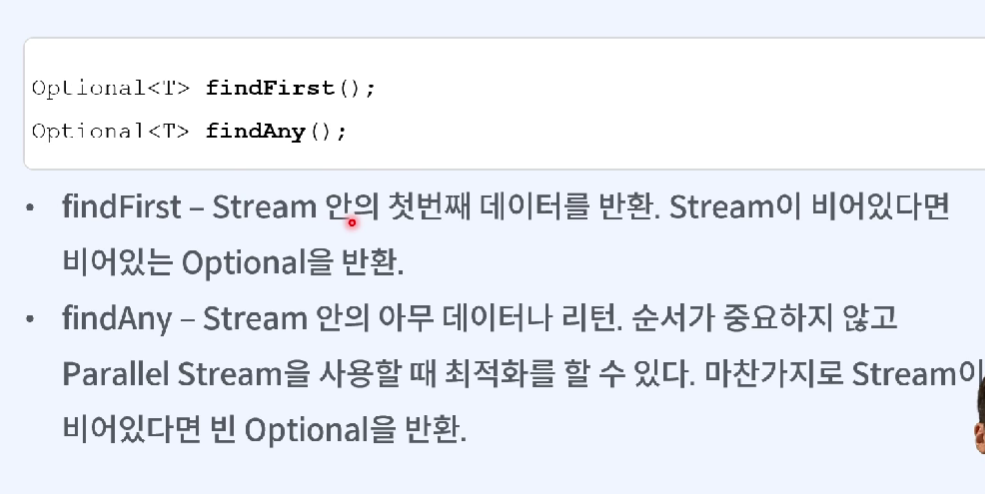 Optional<T> findFirst();
Optional<T> findAny();
• findFirst – Stream 안의 첫번째 데이터를 반환. Stream이 비어있다면
비어있는 Optional을 반환.
• findAny – Stream 안의 아무 데이터나 리턴. 순서가 중요하지 않고
Parallel Stream을 사용할 때 최적화를 할 수 있다. 마찬가지로 Stream이
비어있다면 빈 Optional을 반환.